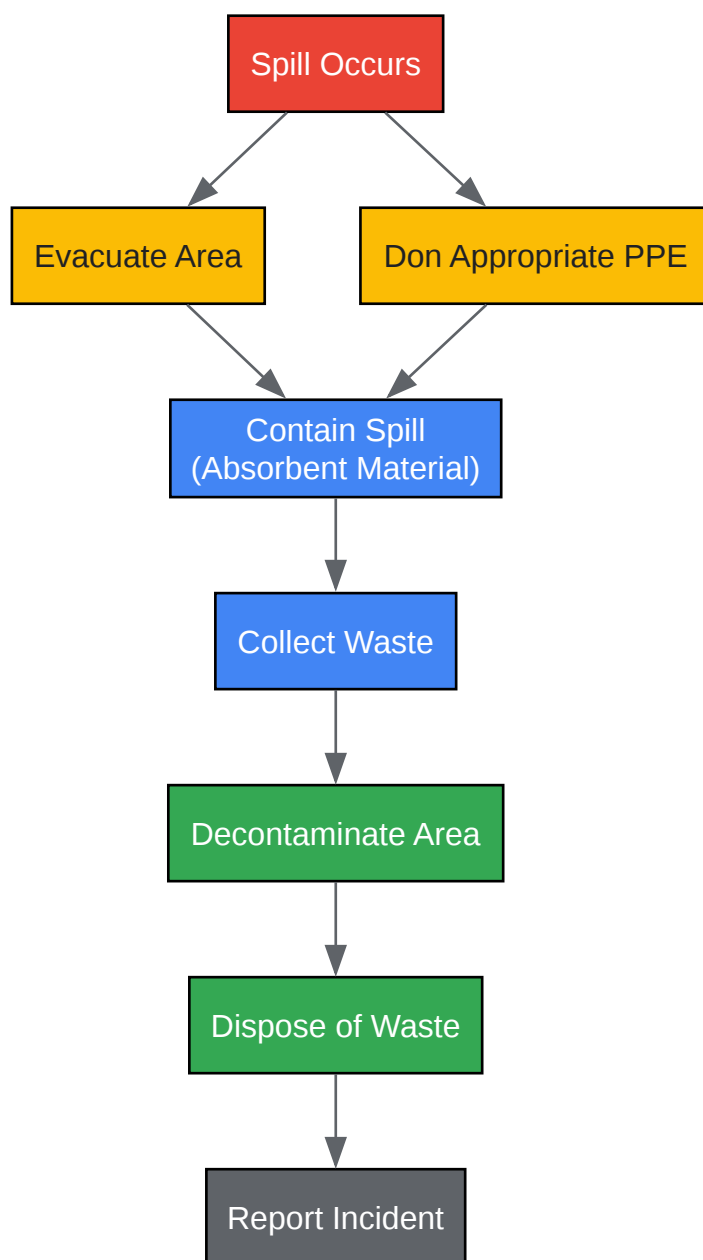 Spill Occurs
Evacuate Area
Don Appropriate PPE
Contain Spill
(Absorbent Material)
Collect Waste
Decontaminate Area
Dispose of Waste
Report Incident